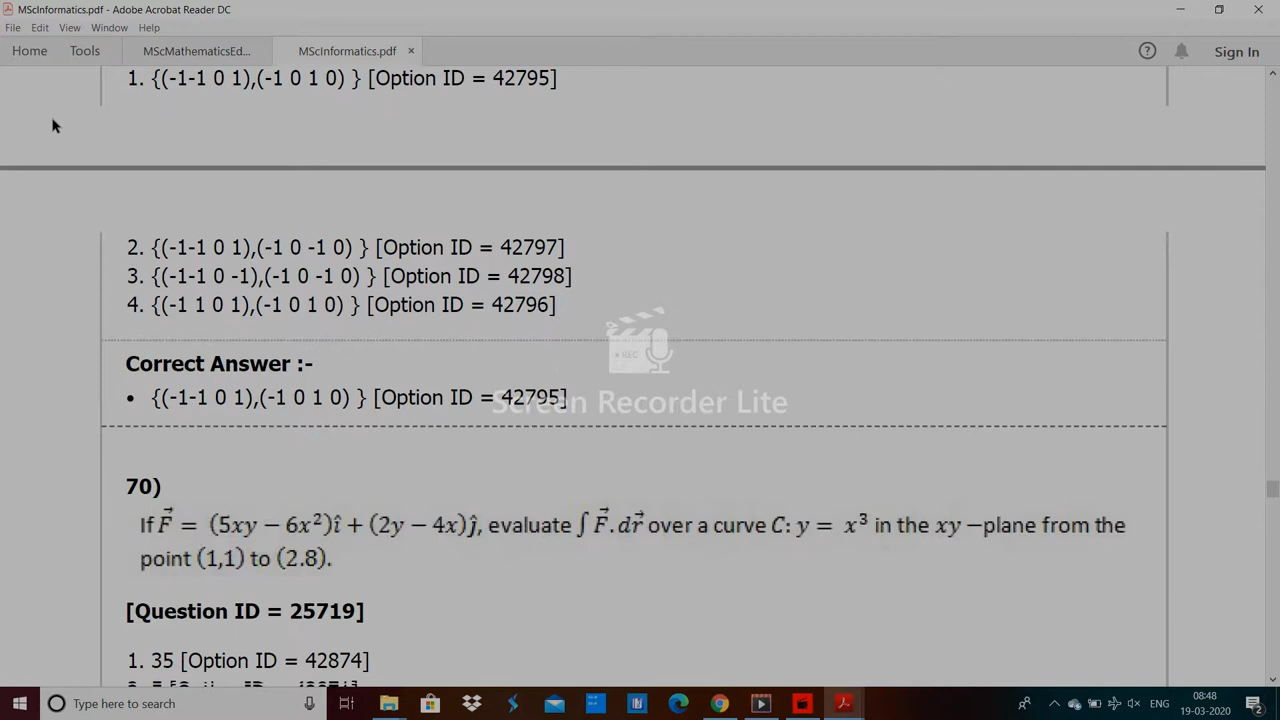 MScInformatics.pdf - Adobe Acrobat Reader DC
File Edit View Window Help
Home Tools MScMathematicsEd... MScInformatics.pdf × Sign In
1. {(-1-1 0 1),(-1 0 1 0) } [Option ID = 42795]
2. {(-1-1 0 1),(-1 0 -1 0) } [Option ID = 42797]
3. {(-1-1 0 -1),(-1 0 -1 0) } [Option ID = 42798]
4. {(-1 1 0 1),(-1 0 1 0) } [Option ID = 42796]
REC
Correct Answer :-
• {(-1-1 0 1),(-1 0 1 0) } [Option ID = 42795]
Screen Recorder Lite
70)
If F⃗ = (5xy − 6x²)î + (2y − 4x)ĵ, evaluate ∫ F⃗. dr⃗ over a curve C: y = x³ in the xy −plane from the
point (1,1) to (2.8).
[Question ID = 25719]
1. 35 [Option ID = 42874]
Type here to search ENG 08:48
19-03-2020 2